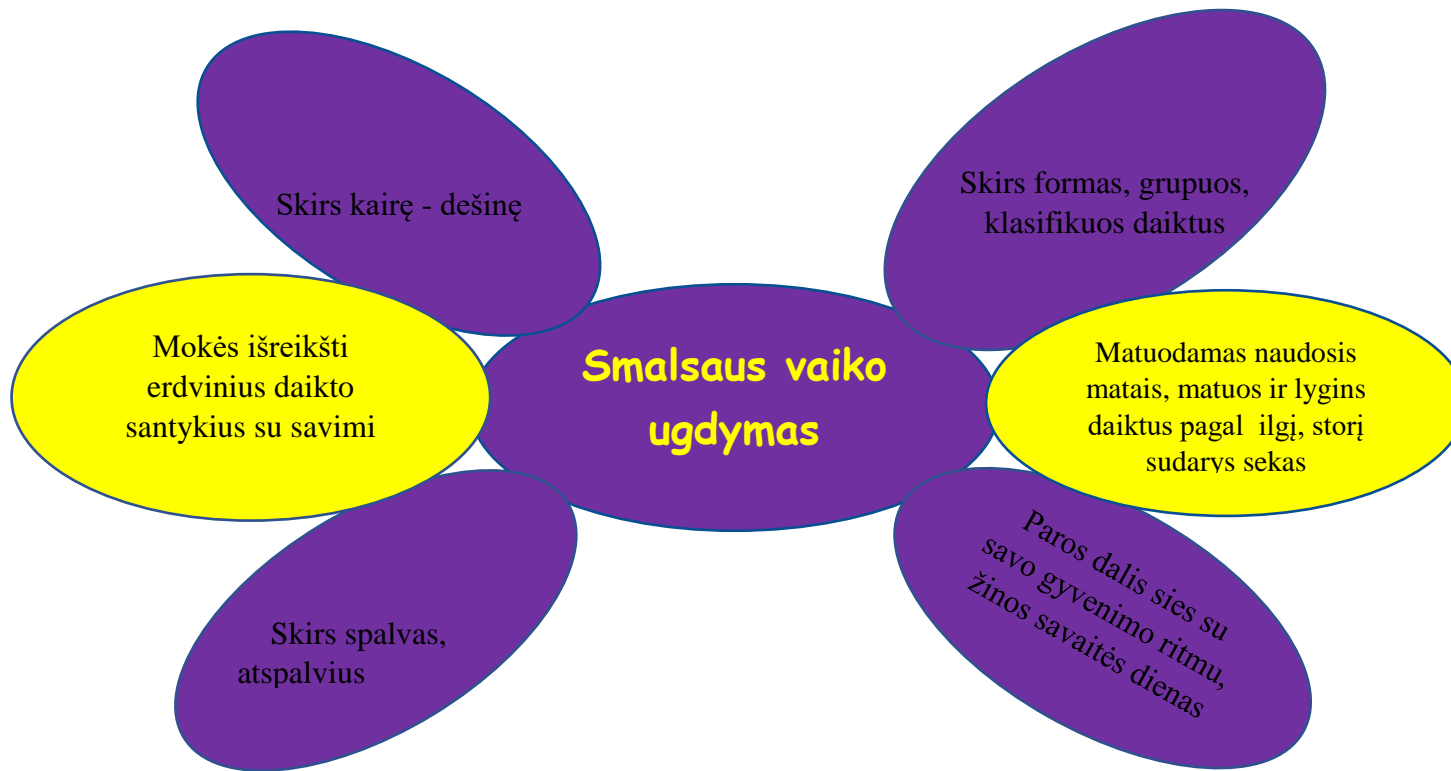 Skirs kairę - dešinę
Skirs formas, grupuos,
klasifikuos daiktus
Mokės išreikšti
erdvinius daikto
santykius su savimi
Smalsaus vaiko
ugdymas
Matuodamas naudosis
matais, matuos ir lygins
daiktus pagal ilgį, storį
sudarys sekas
Skirs spalvas,
atspalvius
Paros dalis sies su
savo gyvenimo ritmu,
žinos savaitės dienas